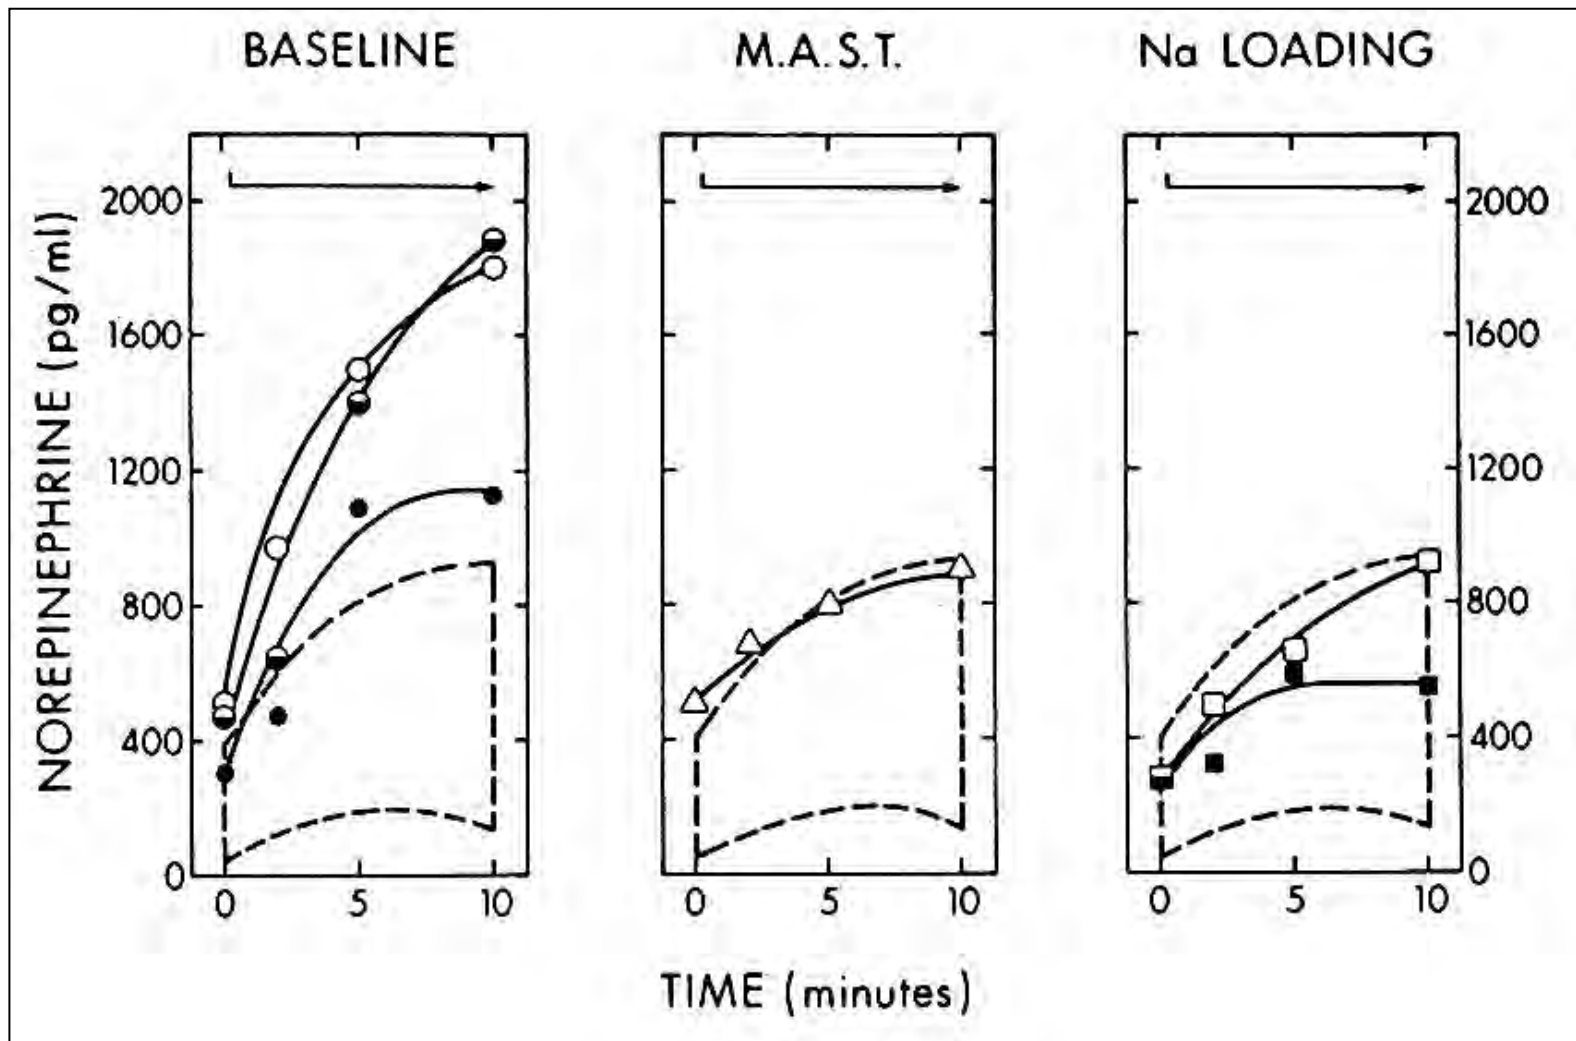 BASELINE M.A.S.T. Na LOADING
NOREPINEPHRINE (pg/ml)
2000 2000
1600 1600
1200 1200
800 800
400 400
0 0
0 5 10 0 5 10 0 5 10
TIME (minutes)